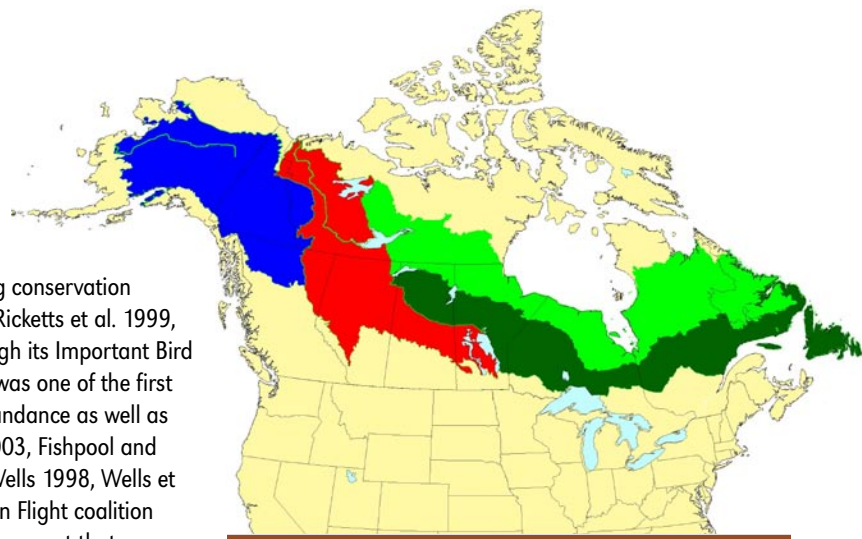 g conservation
Ricketts et al. 1999,
gh its Important Bird
was one of the first
undance as well as
003, Fishpool and
Wells 1998, Wells et
n Flight coalition